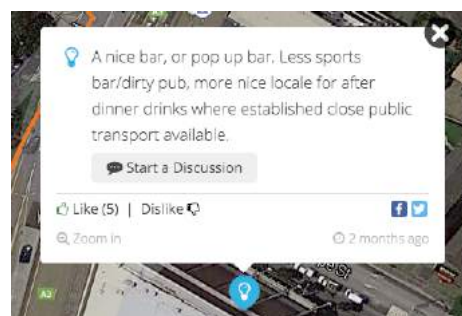 A nice bar, or pop up bar. Less sports
bar/dirty pub, more nice locale for after
dinner drinks where established close public
transport available.
Start a Discussion
Like (5) | Dislike
Zoom in
2 months ago
A3